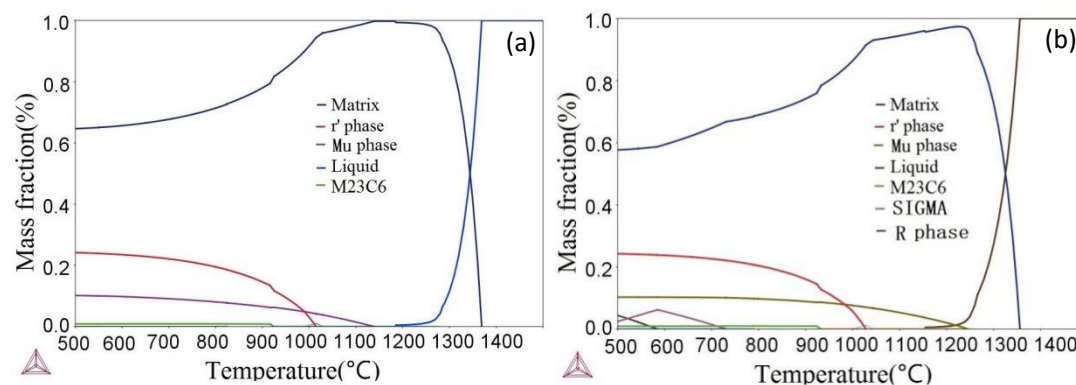 (a)
Mass fraction(%)
1.0
0.8
0.6
0.4
0.2
0.0
Matrix
r' phase
Mu phase
Liquid
M23C6
500 600 700 800 900 1000 1100 1200 1300 1400
Temperature(°C)
(b)
Mass fraction(%)
1.0
0.8
0.6
0.4
0.2
0.0
Matrix
r' phase
Mu phase
Liquid
M23C6
SIGMA
R phase
500 600 700 800 900 1000 1100 1200 1300 1400
Temperature(°C)